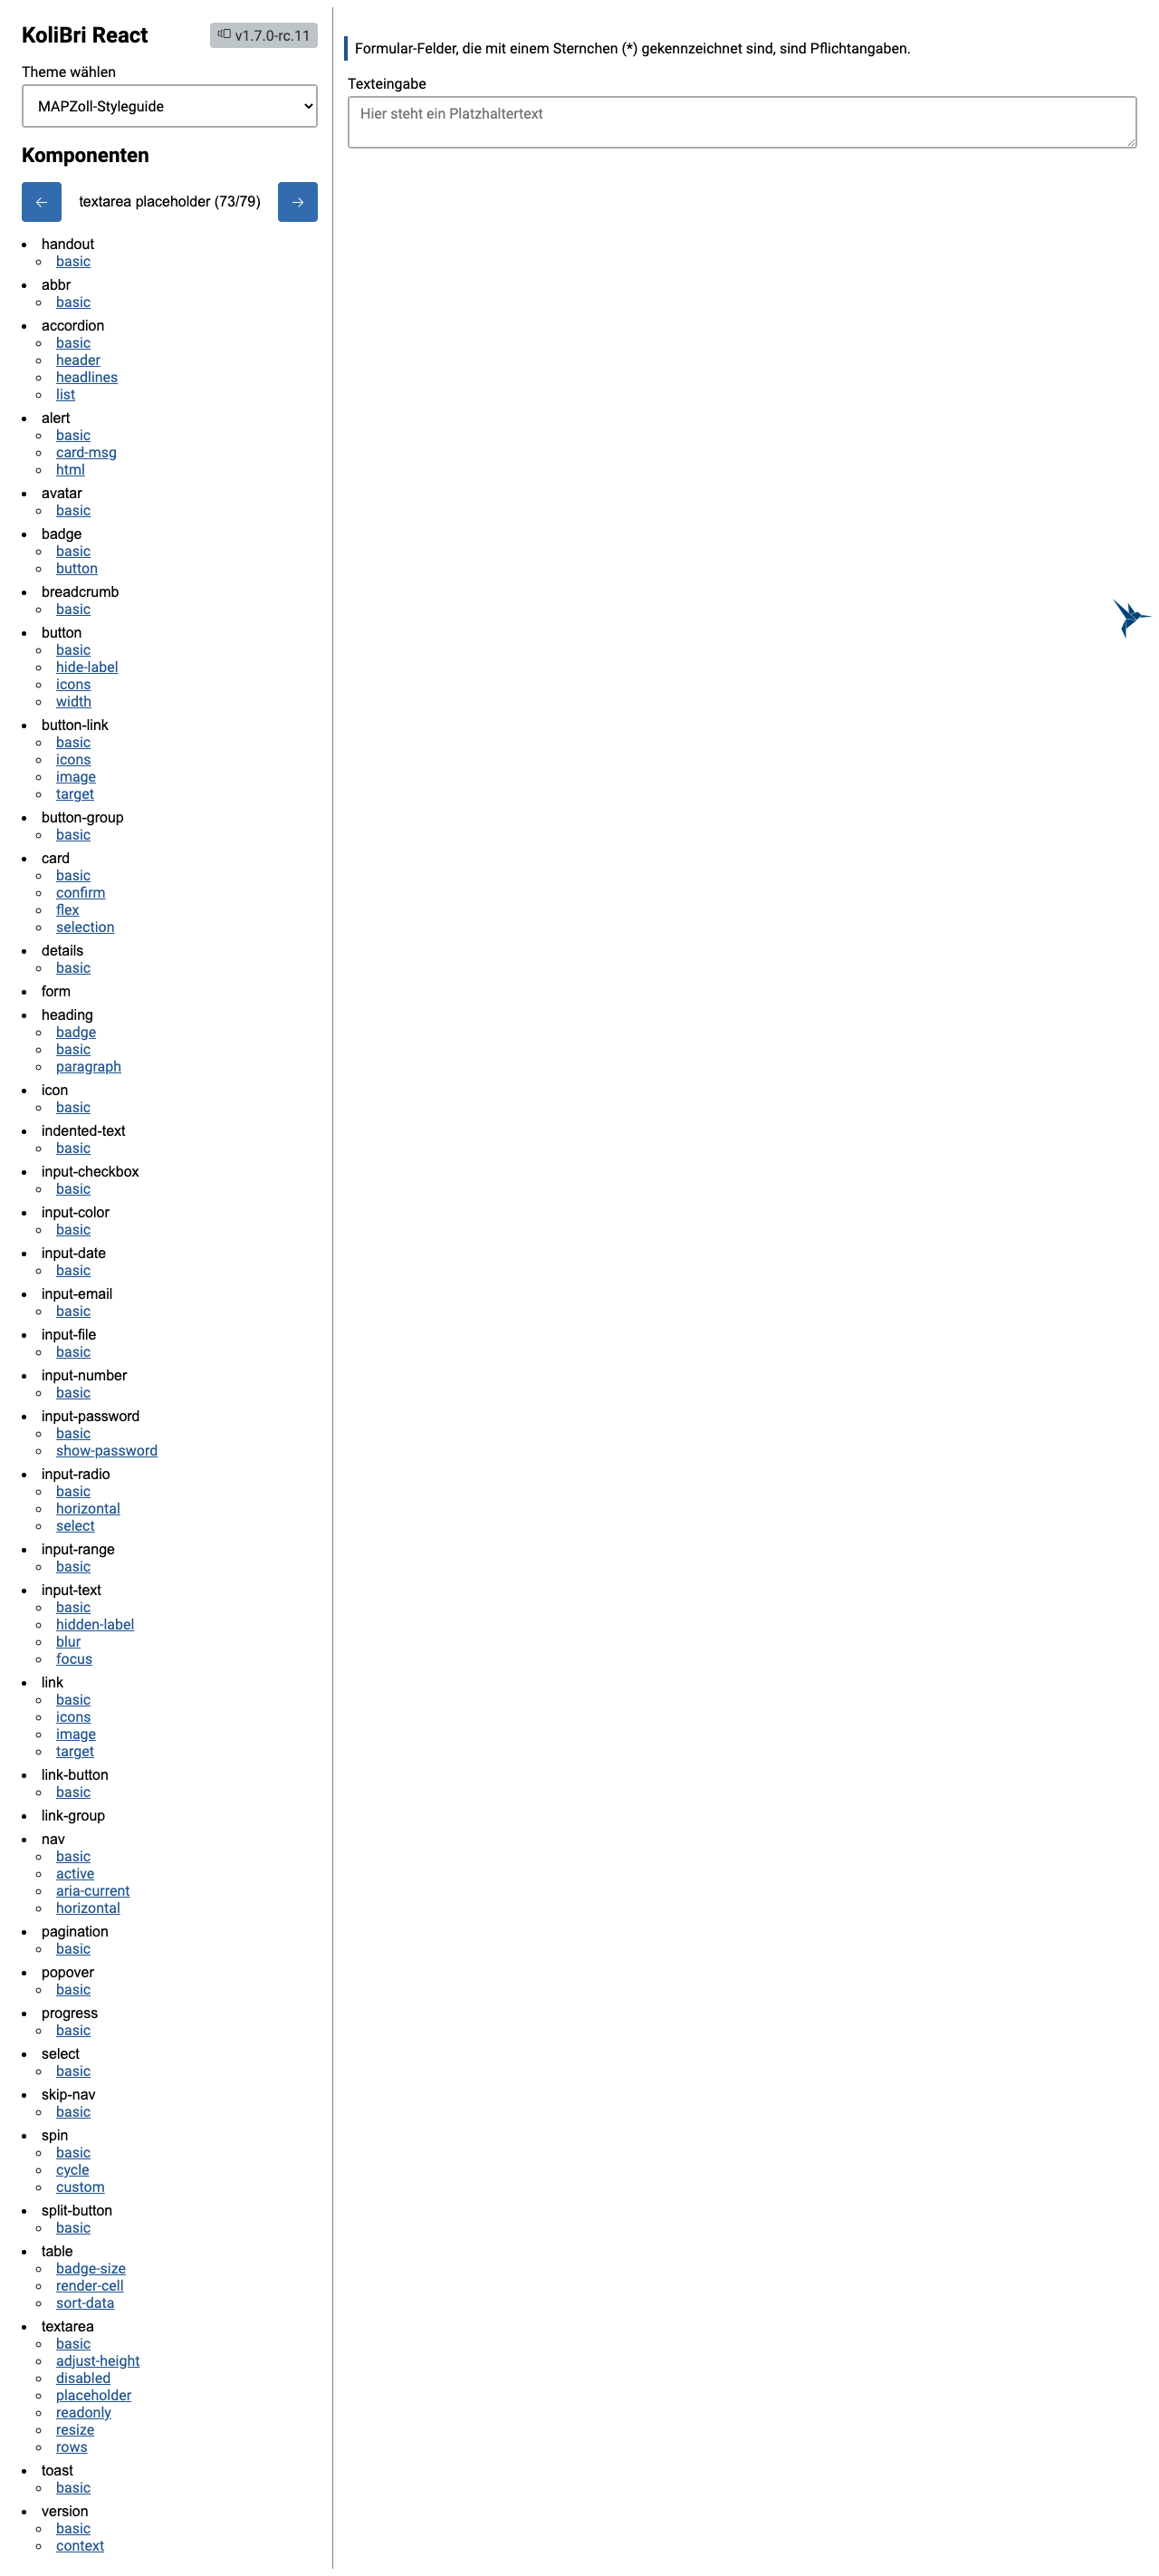 KoliBri React
v1.7.0-rc.11
Theme wählen
MAPZoll-Styleguide
Komponenten
← textarea placeholder (73/79) →
handout
basic
abbr
basic
accordion
basic
header
headlines
list
alert
basic
card-msg
html
avatar
basic
badge
basic
button
breadcrumb
basic
button
basic
hide-label
icons
width
button-link
basic
icons
image
target
button-group
basic
card
basic
confirm
flex
selection
details
basic
form
heading
badge
basic
paragraph
icon
basic
indented-text
basic
input-checkbox
basic
input-color
basic
input-date
basic
input-email
basic
input-file
basic
input-number
basic
input-password
basic
show-password
input-radio
basic
horizontal
select
input-range
basic
input-text
basic
hidden-label
blur
focus
link
basic
icons
image
target
link-button
basic
link-group
nav
basic
active
aria-current
horizontal
pagination
basic
popover
basic
progress
basic
select
basic
skip-nav
basic
spin
basic
cycle
custom
split-button
basic
table
badge-size
render-cell
sort-data
textarea
basic
adjust-height
disabled
placeholder
readonly
resize
rows
toast
basic
version
basic
context
Formular-Felder, die mit einem Sternchen (*) gekennzeichnet sind, sind Pflichtangaben.
Texteingabe
Hier steht ein Platzhaltertext